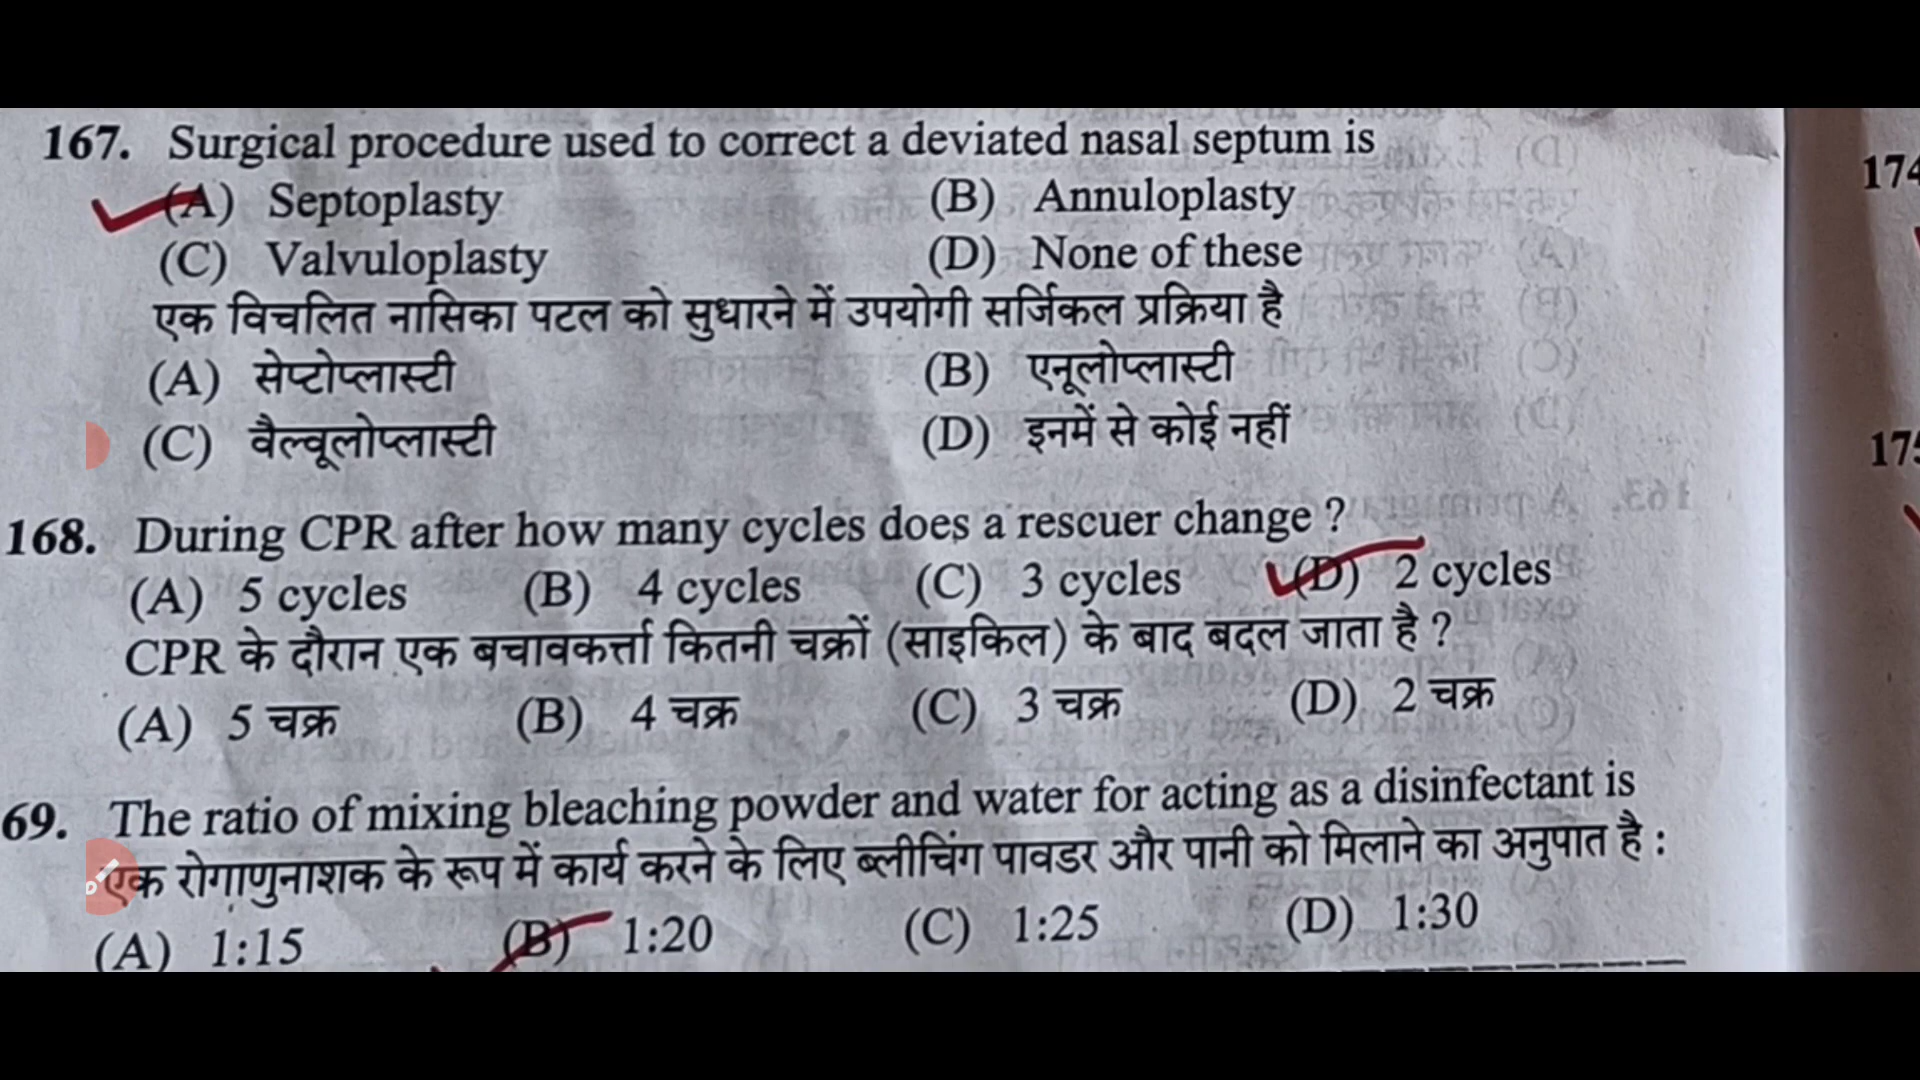 167. Surgical procedure used to correct a deviated nasal septum is
(A) Septoplasty (B) Annuloplasty
(C) Valvuloplasty (D) None of these
एक विचलित नासिका पटल को सुधारने में उपयोगी सर्जिकल प्रक्रिया है
(A) सेप्टोप्लास्टी (B) एनूलोप्लास्टी
(C) वैल्वूलोप्लास्टी (D) इनमें से कोई नहीं
168. During CPR after how many cycles does a rescuer change ?
(A) 5 cycles (B) 4 cycles (C) 3 cycles (D) 2 cycles
CPR के दौरान एक बचावकर्त्ता कितनी चक्रों (साइकिल) के बाद बदल जाता है ?
(A) 5 चक्र (B) 4 चक्र (C) 3 चक्र (D) 2 चक्र
69. The ratio of mixing bleaching powder and water for acting as a disinfectant is
एक रोगाणुनाशक के रूप में कार्य करने के लिए ब्लीचिंग पावडर और पानी को मिलाने का अनुपात है :
(A) 1:15 (B) 1:20 (C) 1:25 (D) 1:30
174
175